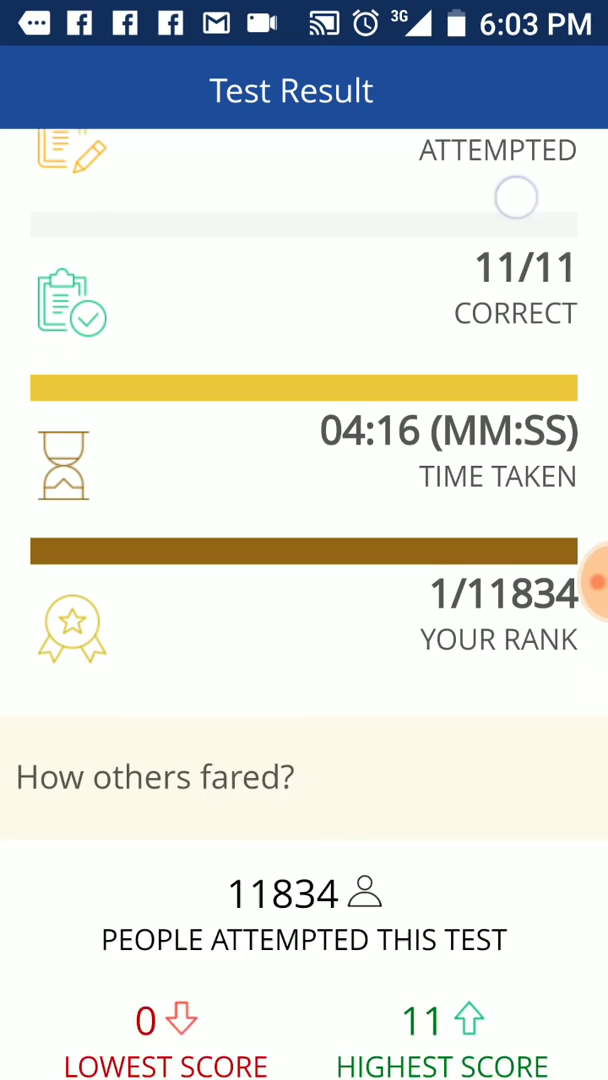 3G 6:03 PM
Test Result
ATTEMPTED
11/11
CORRECT
04:16 (MM:SS)
TIME TAKEN
1/11834
YOUR RANK
How others fared?
11834
PEOPLE ATTEMPTED THIS TEST
0 11
LOWEST SCORE HIGHEST SCORE